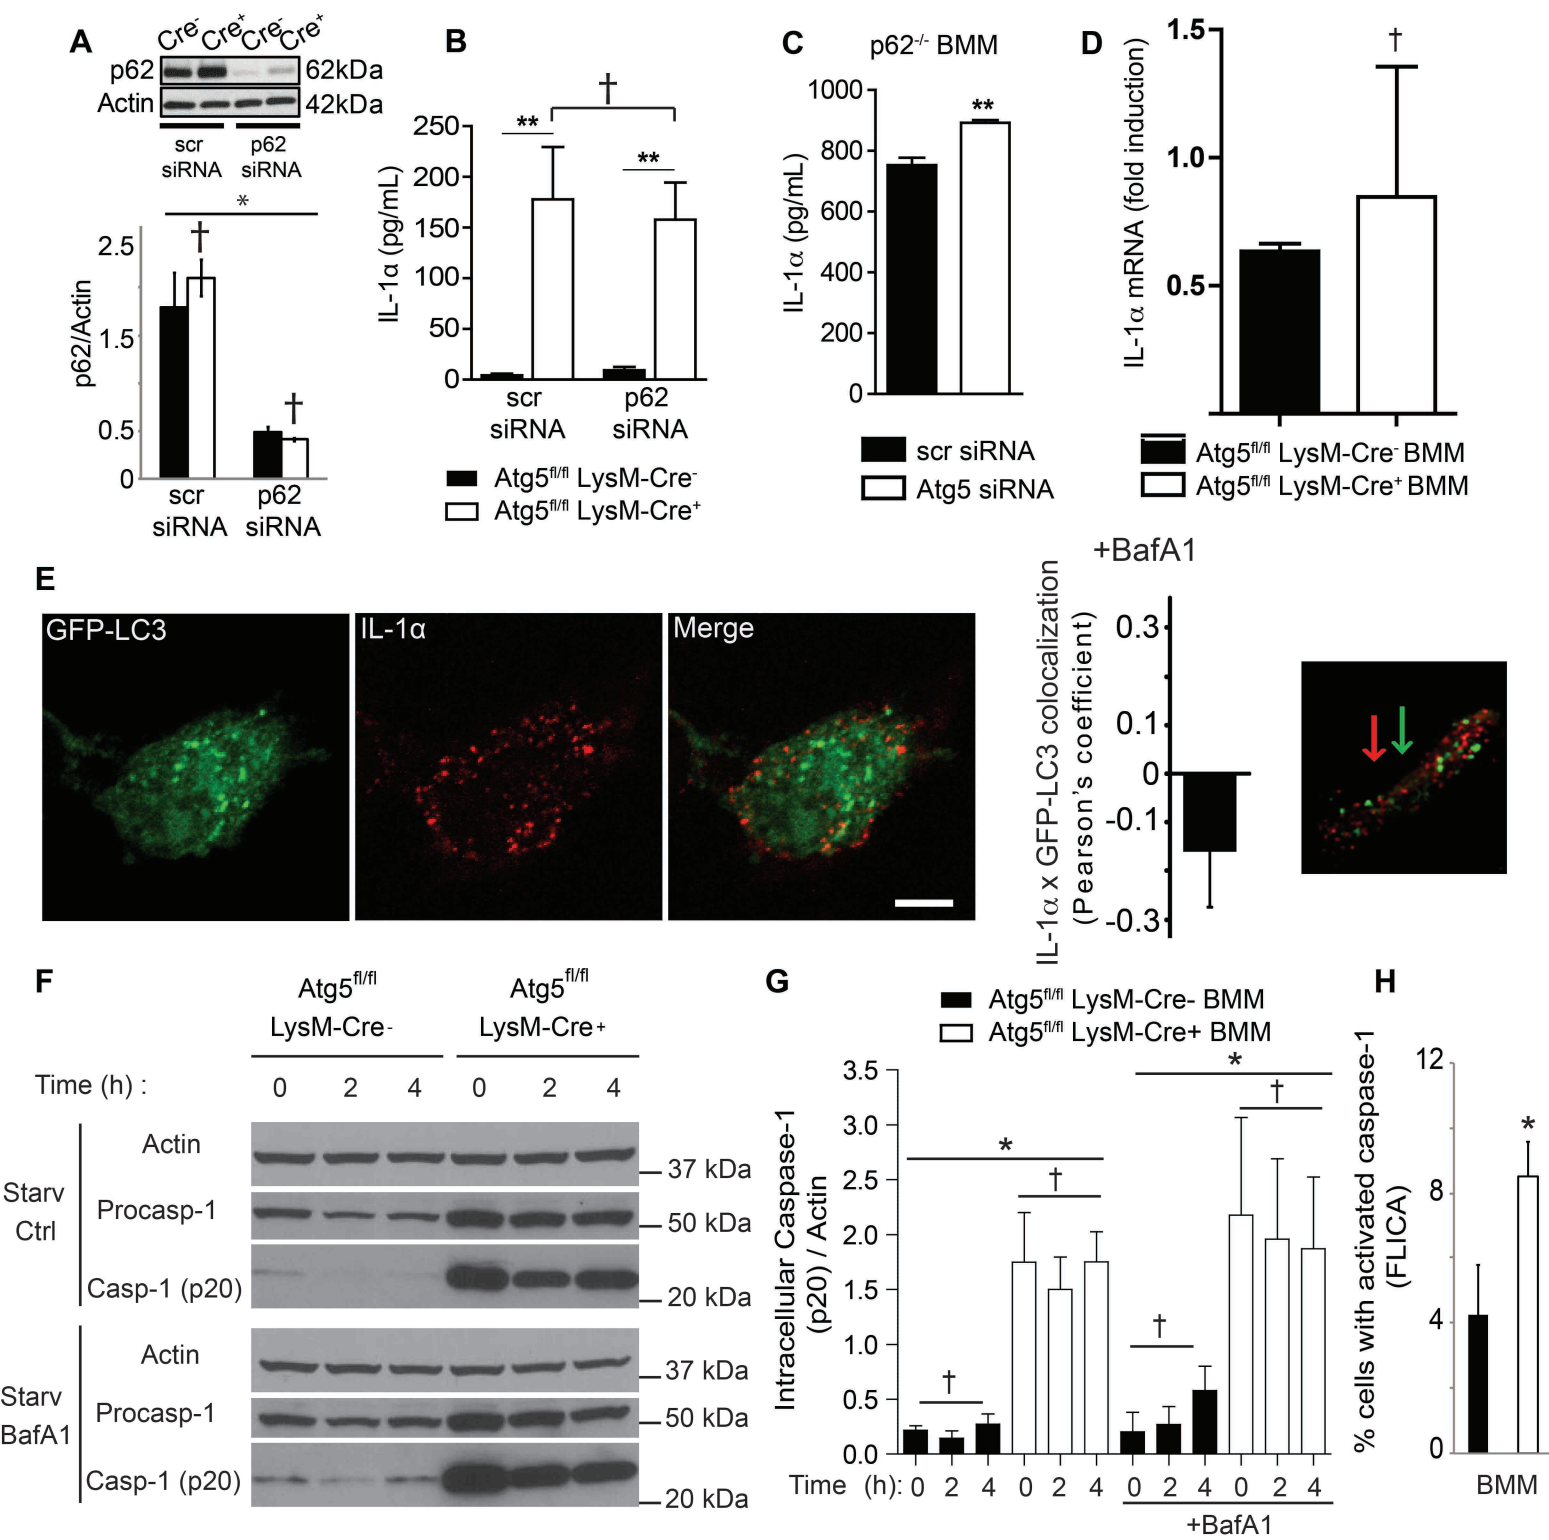 A
Cre- Cre+ Cre- Cre+
p62 62kDa
Actin 42kDa
scr siRNA
p62 siRNA
*
† †
p62/Actin
2.5
1.5
0.5
0
scr siRNA
p62 siRNA
B
†
** **
IL-1α (pg/mL)
250
200
150
100
50
0
scr siRNA
p62 siRNA
Atg5fl/fl LysM-Cre-
Atg5fl/fl LysM-Cre+
C
p62-/- BMM
**
IL-1α (pg/mL)
1000
800
600
400
200
0
scr siRNA
Atg5 siRNA
D
†
IL-1α mRNA (fold induction)
1.5
1.0
0.5
Atg5fl/fl LysM-Cre- BMM
Atg5fl/fl LysM-Cre+ BMM
E
GFP-LC3
IL-1α
Merge
+BafA1
IL-1α x GFP-LC3 colocalization
(Pearson's coefficient)
0.3
0.1
0
-0.1
-0.3
F
Atg5fl/fl LysM-Cre-
Atg5fl/fl LysM-Cre+
Time (h) : 0 2 4 0 2 4
Starv Ctrl
Actin
37 kDa
Procasp-1
50 kDa
Casp-1 (p20)
20 kDa
Starv BafA1
Actin
37 kDa
Procasp-1
50 kDa
Casp-1 (p20)
20 kDa
G
Atg5fl/fl LysM-Cre- BMM
Atg5fl/fl LysM-Cre+ BMM
* *
† † † †
Intracellular Caspase-1
(p20) / Actin
3.5
3.0
2.5
2.0
1.5
1.0
0.5
0.0
Time (h): 0 2 4 0 2 4 0 2 4 0 2 4
+BafA1
H
*
% cells with activated caspase-1
(FLICA)
12
8
4
0
BMM